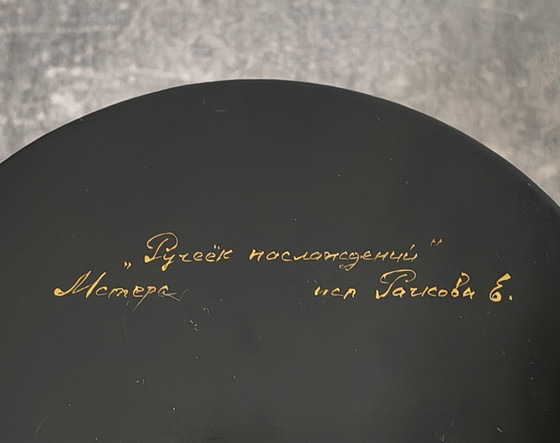 „Ручеёк наслаждений"
Мстера исп Рачкова Е.